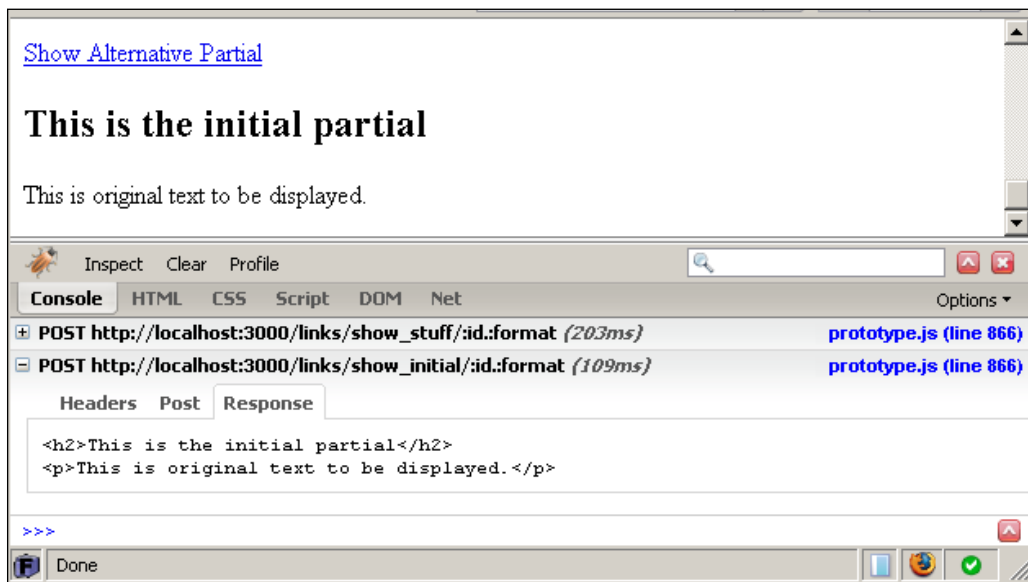 Show Alternative Partial
This is the initial partial
This is original text to be displayed.
Inspect Clear Profile
Console HTML CSS Script DOM Net Options
POST http://localhost:3000/links/show_stuff/:id.:format (203ms) prototype.js (line 866)
POST http://localhost:3000/links/show_initial/:id.:format (109ms) prototype.js (line 866)
Headers Post Response
<h2>This is the initial partial</h2>
<p>This is original text to be displayed.</p>
>>>
F Done